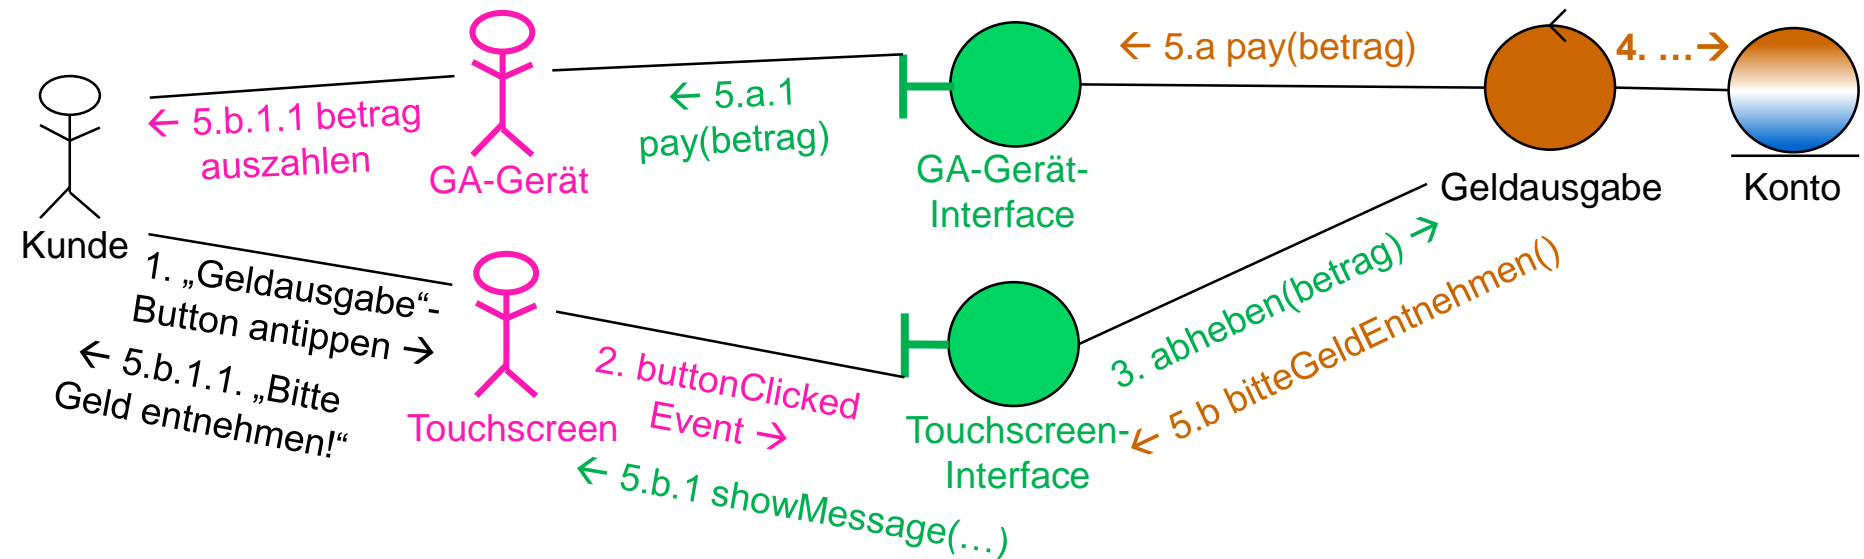 ← 5.a pay(betrag)
4. …→
← 5.b.1.1 betrag
auszahlen
← 5.a.1
pay(betrag)
GA-Gerät
GA-Gerät-
Interface
Geldausgabe
Konto
Kunde
1. „Geldausgabe“-
Button antippen →
← 5.b.1.1. „Bitte
Geld entnehmen!“
Touchscreen
2. buttonClicked
Event →
← 5.b.1 showMessage(…)
Touchscreen-
Interface
3. abheben(betrag) →
← 5.b bitteGeldEntnehmen()